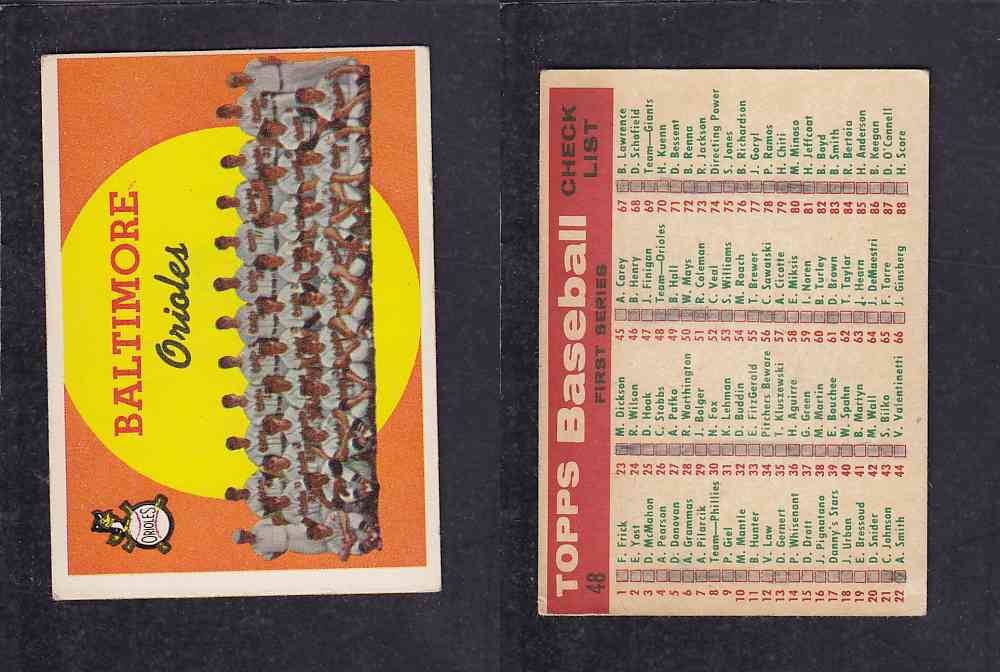 BALTIMORE
Orioles
ORIOLES
48
TOPPS Baseball
FIRST SERIES
CHECK
LIST
1 F. Frick
2 E. Yost
3 D. McMahon
4 A. Pearson
5 D. Donovan
6 A. Grammas
7 A. Pilarcik
8 Team—Phillies
9 P. Giel
10 M. Mantle
11 B. Hunter
12 V. Law
13 D. Gernert
14 P. Whisenant
15 D. Drott
16 J. Pignatano
17 Danny's Stars
18 J. Urban
19 E. Bressoud
20 D. Snider
21 C. Johnson
22 A. Smith
23 M. Dickson
24 R. Wilson
25 D. Hook
26 C. Stobbs
27 A. Pafko
28 R. Worthington
29 J. Bolger
30 N. Fox
31 K. Lehman
32 D. Buddin
33 E. FitzGerald
34 Pitchers Beware
35 T. Kluszewski
36 H. Aguirre
37 G. Green
38 M. Martin
39 E. Bouchee
40 W. Spahn
41 B. Martyn
42 M. Wall
43 S. Bilko
44 V. Valentinetti
45 A. Carey
46 B. Henry
47 J. Finigan
48 Team—Orioles
49 B. Hall
50 W. Mays
51 R. Coleman
52 C. Veal
53 S. Williams
54 M. Roach
55 T. Brewer
56 C. Sawatski
57 A. Cicotte
58 E. Miksis
59 I. Noren
60 B. Turley
61 D. Brown
62 T. Taylor
63 J. Hearn
64 J. DeMaestri
65 F. Torre
66 J. Ginsberg
67 B. Lawrence
68 D. Schofield
69 Team—Giants
70 H. Kuenn
71 D. Bessent
72 B. Renna
73 R. Jackson
74 Directing Power
75 S. Jones
76 B. Richardson
77 J. Goryl
78 P. Ramos
79 H. Chiti
80 M. Minoso
81 H. Jeffcoat
82 B. Boyd
83 B. Smith
84 R. Bertoia
85 H. Anderson
86 B. Keegan
87 D. O'Connell
88 H. Score